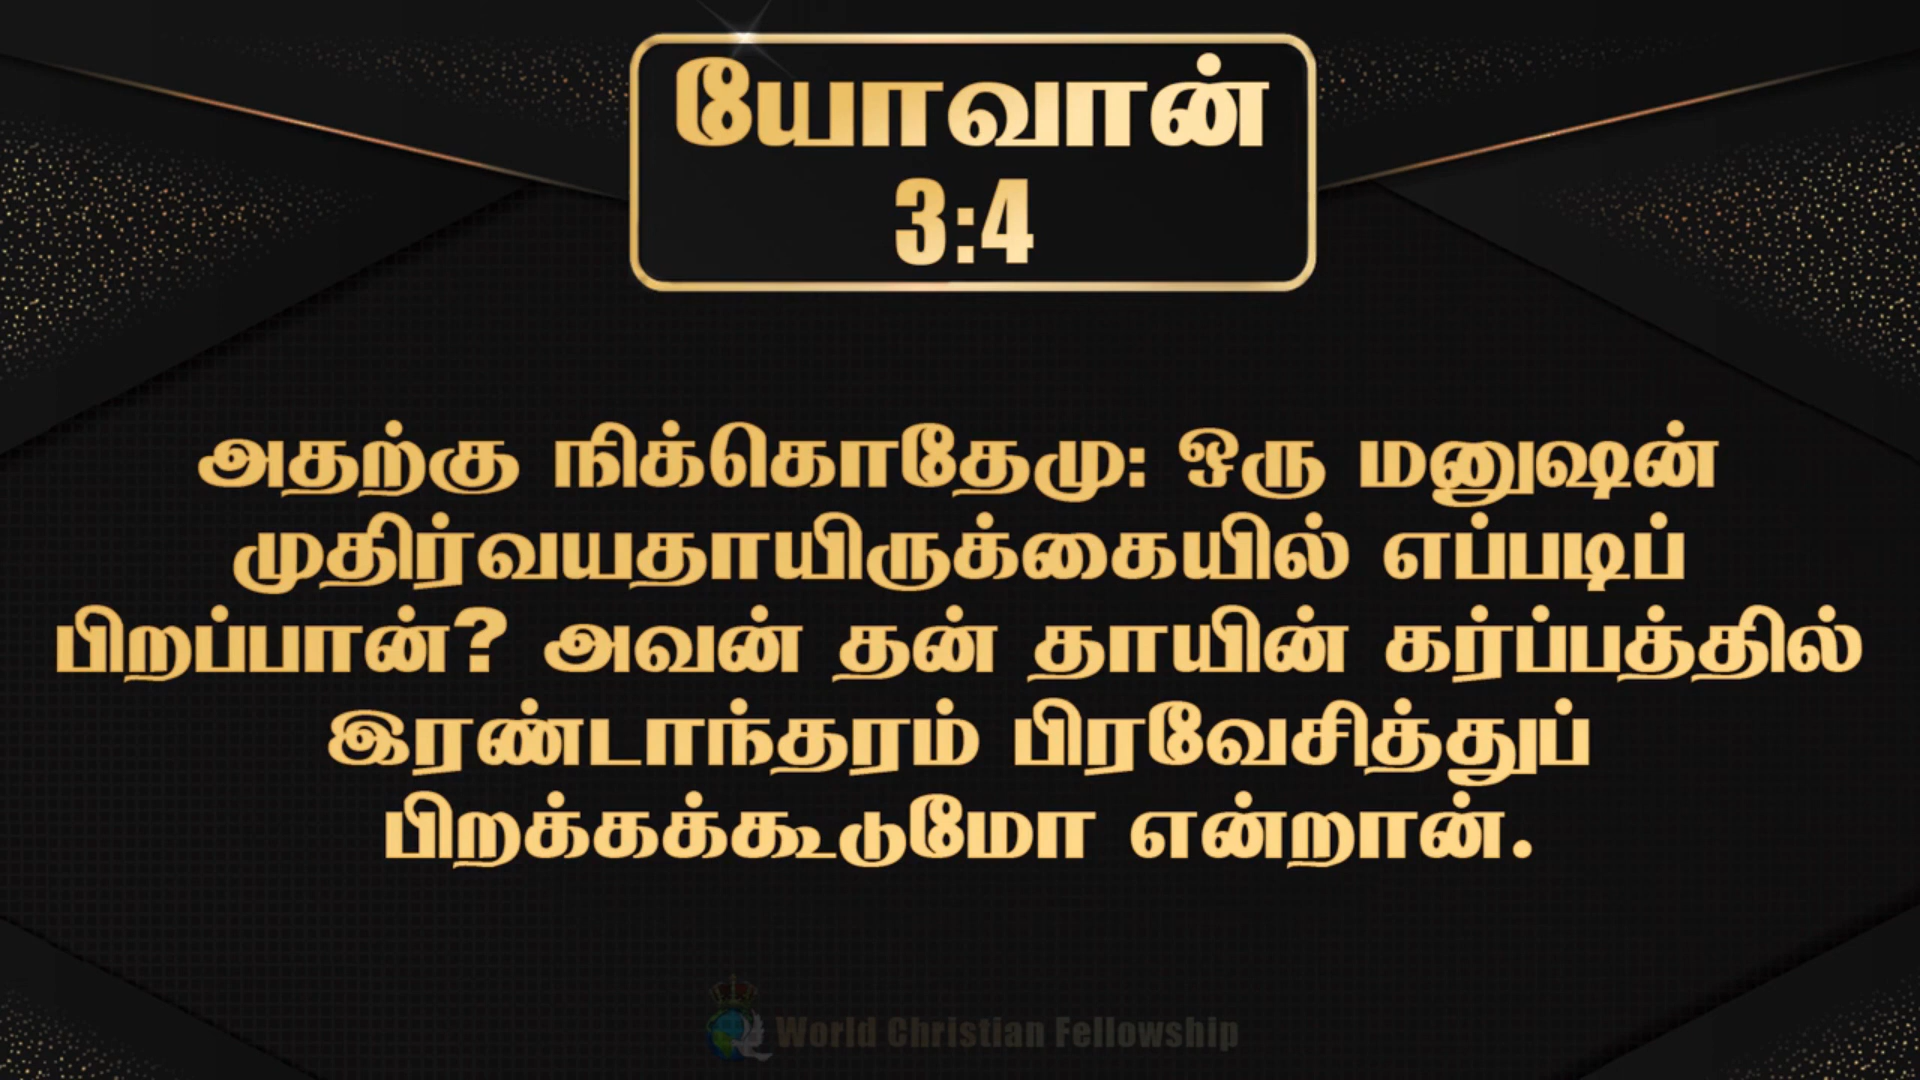 யோவான்
3:4
அதற்கு நிக்கொதேமு: ஒரு மனுஷன்
முதிர்வயதாயிருக்கையில் எப்படிப்
பிறப்பான்? அவன் தன் தாயின் கர்ப்பத்தில்
இரண்டாந்தரம் பிரவேசித்துப்
பிறக்கக்கூடுமோ என்றான்.
World Christian Fellowship